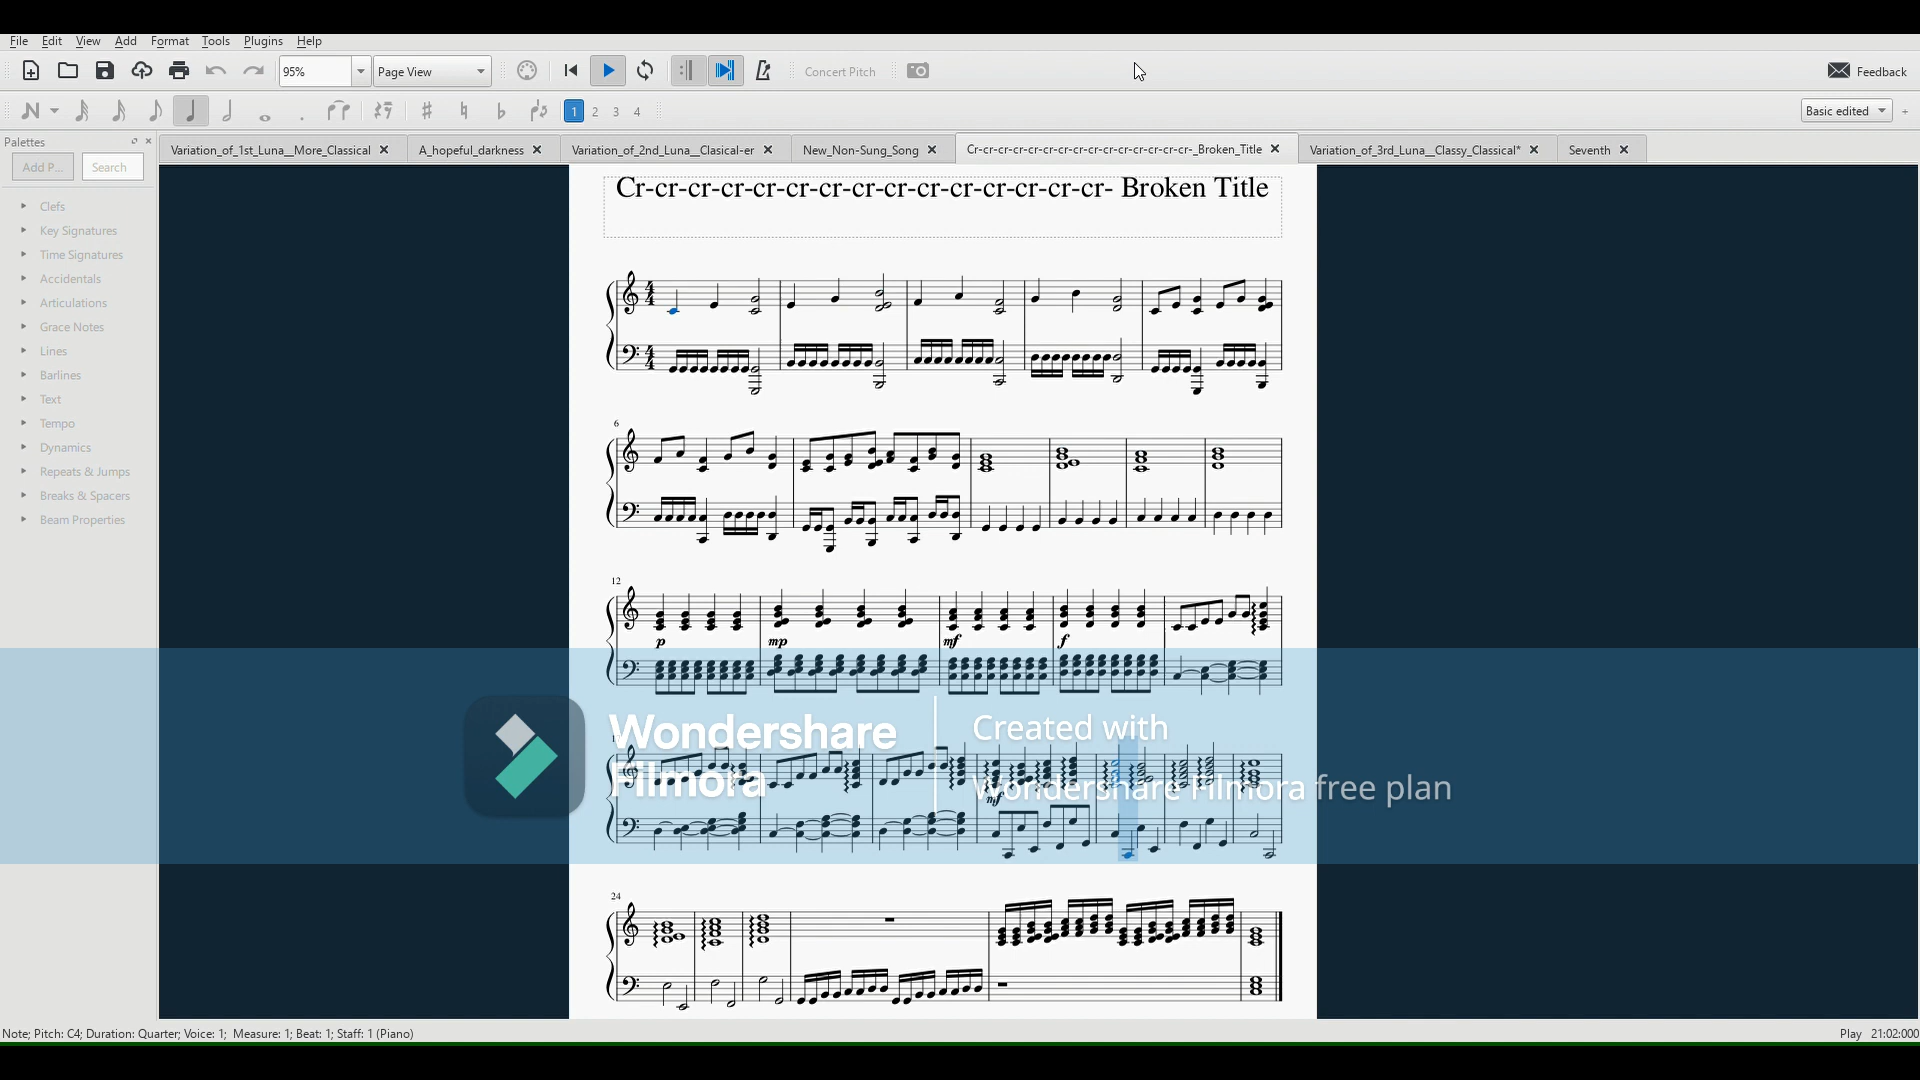 File Edit View Add Format Tools Plugins Help
95% Page View Concert Pitch Feedback
1 2 3 4 Basic edited
Palettes
Variation_of_1st_Luna__More_Classical A_hopeful_darkness Variation_of_2nd_Luna__Clasical-er New_Non-Sung_Song Cr-cr-cr-cr-cr-cr-cr-cr-cr-cr-cr-cr-cr-cr-cr-_Broken_Title Variation_of_3rd_Luna__Classy_Classical* Seventh
Add P... Search
Clefs
Key Signatures
Time Signatures
Accidentals
Articulations
Grace Notes
Lines
Barlines
Text
Tempo
Dynamics
Repeats & Jumps
Breaks & Spacers
Beam Properties
Cr-cr-cr-cr-cr-cr-cr-cr-cr-cr-cr-cr-cr-cr-cr- Broken Title
6
12
p mp mf f
Wondershare
Filmora
Created with
Wondershare Filmora free plan
mf
24
Note; Pitch: C4; Duration: Quarter; Voice: 1; Measure: 1; Beat: 1; Staff: 1 (Piano) Play 21:02:000